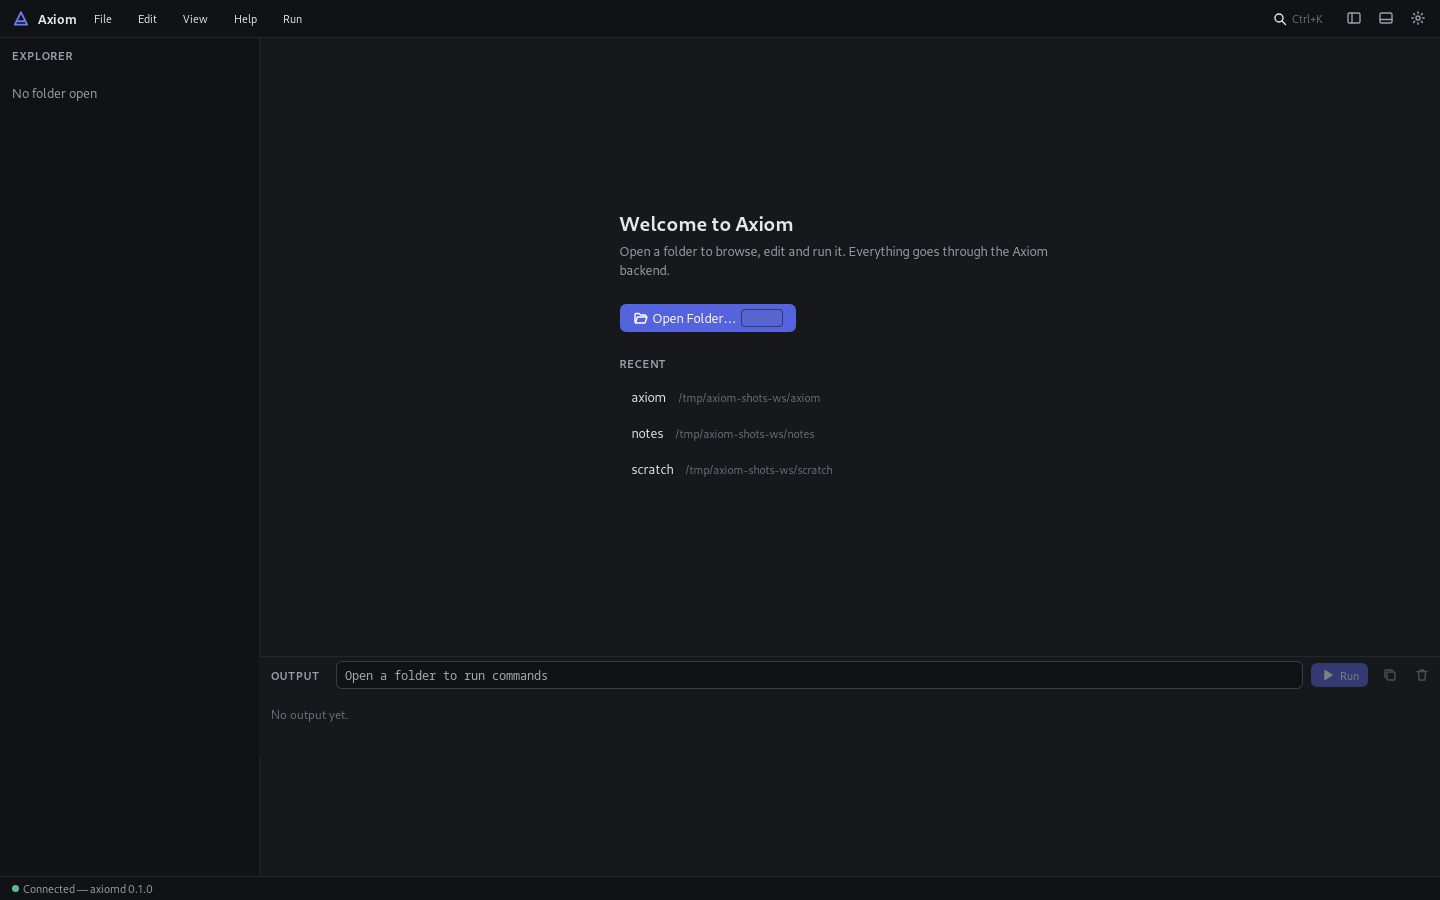 Axiom File Edit View Help Run Ctrl+K
EXPLORER
No folder open
Welcome to Axiom
Open a folder to browse, edit and run it. Everything goes through the Axiom
backend.
Open Folder…
RECENT
axiom /tmp/axiom-shots-ws/axiom
notes /tmp/axiom-shots-ws/notes
scratch /tmp/axiom-shots-ws/scratch
OUTPUT Open a folder to run commands Run
No output yet.
Connected — axiomd 0.1.0